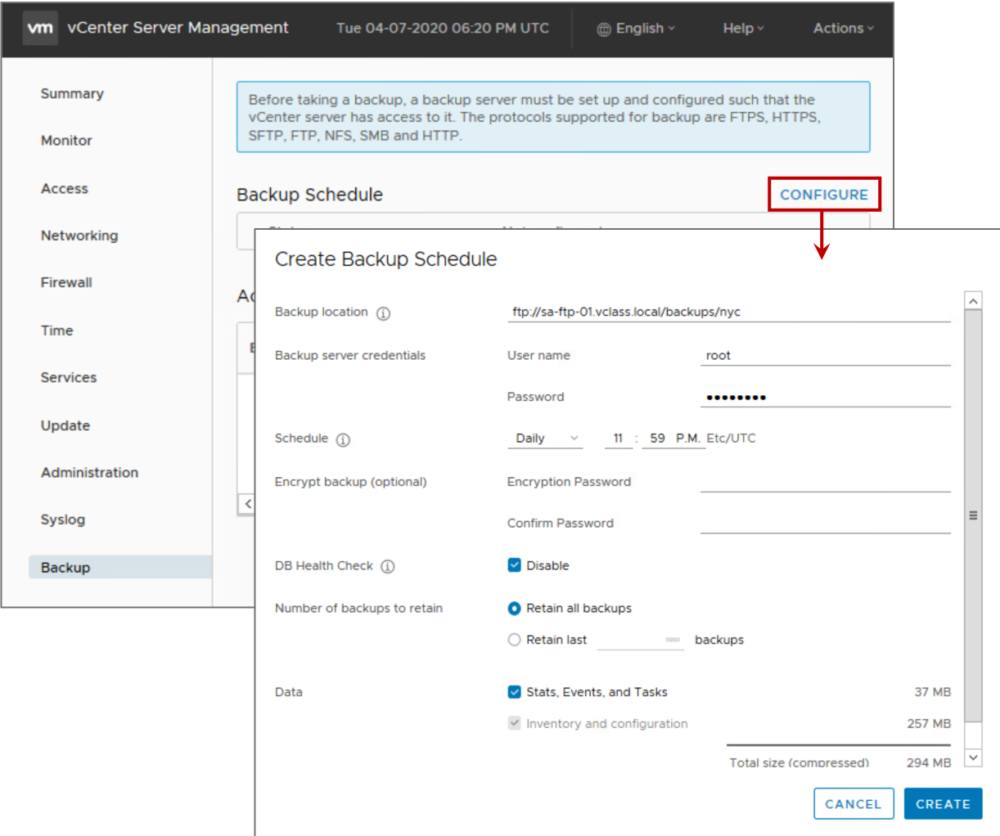 vm vCenter Server Management Tue 04-07-2020 06:20 PM UTC English Help Actions
Summary
Monitor
Access
Networking
Firewall
Time
Services
Update
Administration
Syslog
Backup
Before taking a backup, a backup server must be set up and configured such that the
vCenter server has access to it. The protocols supported for backup are FTPS, HTTPS,
SFTP, FTP, NFS, SMB and HTTP.
Backup Schedule CONFIGURE
Create Backup Schedule
Backup location ftp://sa-ftp-01.vclass.local/backups/nyc
Backup server credentials User name root
Password ••••••••
Schedule Daily 11 : 59 P.M. Etc/UTC
Encrypt backup (optional) Encryption Password
Confirm Password
DB Health Check Disable
Number of backups to retain Retain all backups
Retain last backups
Data Stats, Events, and Tasks 37 MB
Inventory and configuration 257 MB
Total size (compressed) 294 MB
CANCEL CREATE